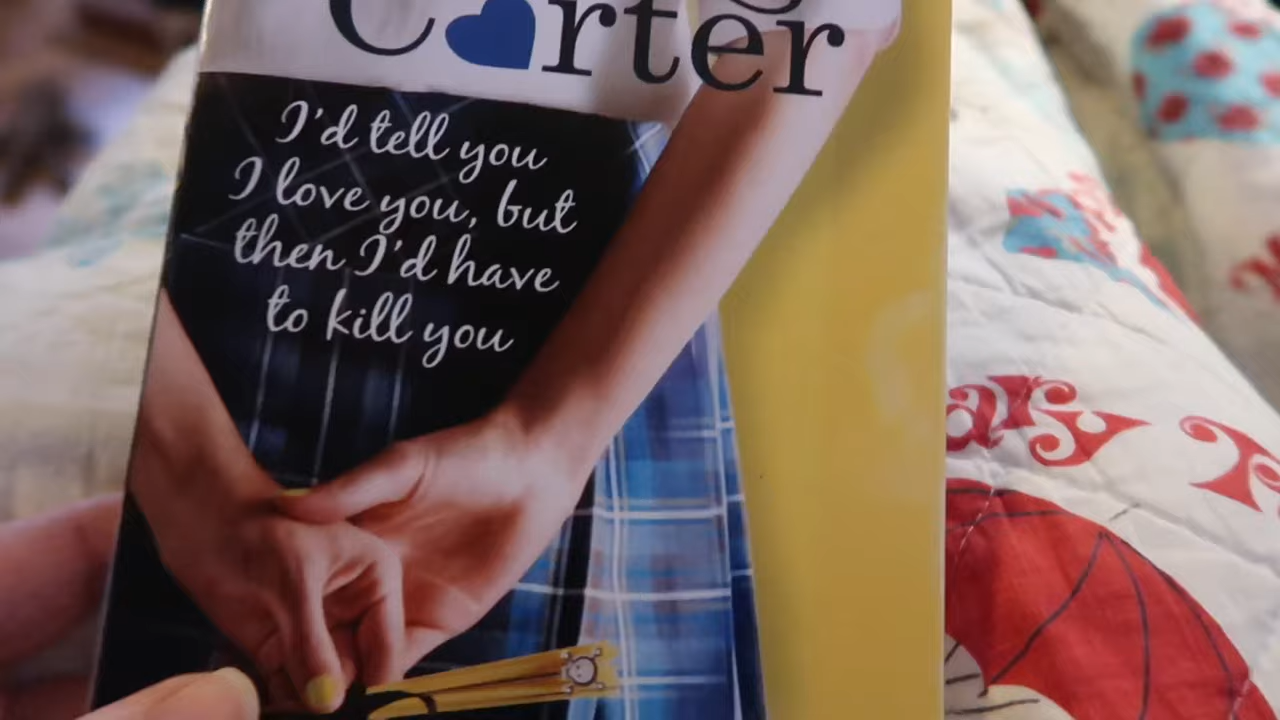 Carter
I'd tell you
I love you, but
then I'd have
to kill you